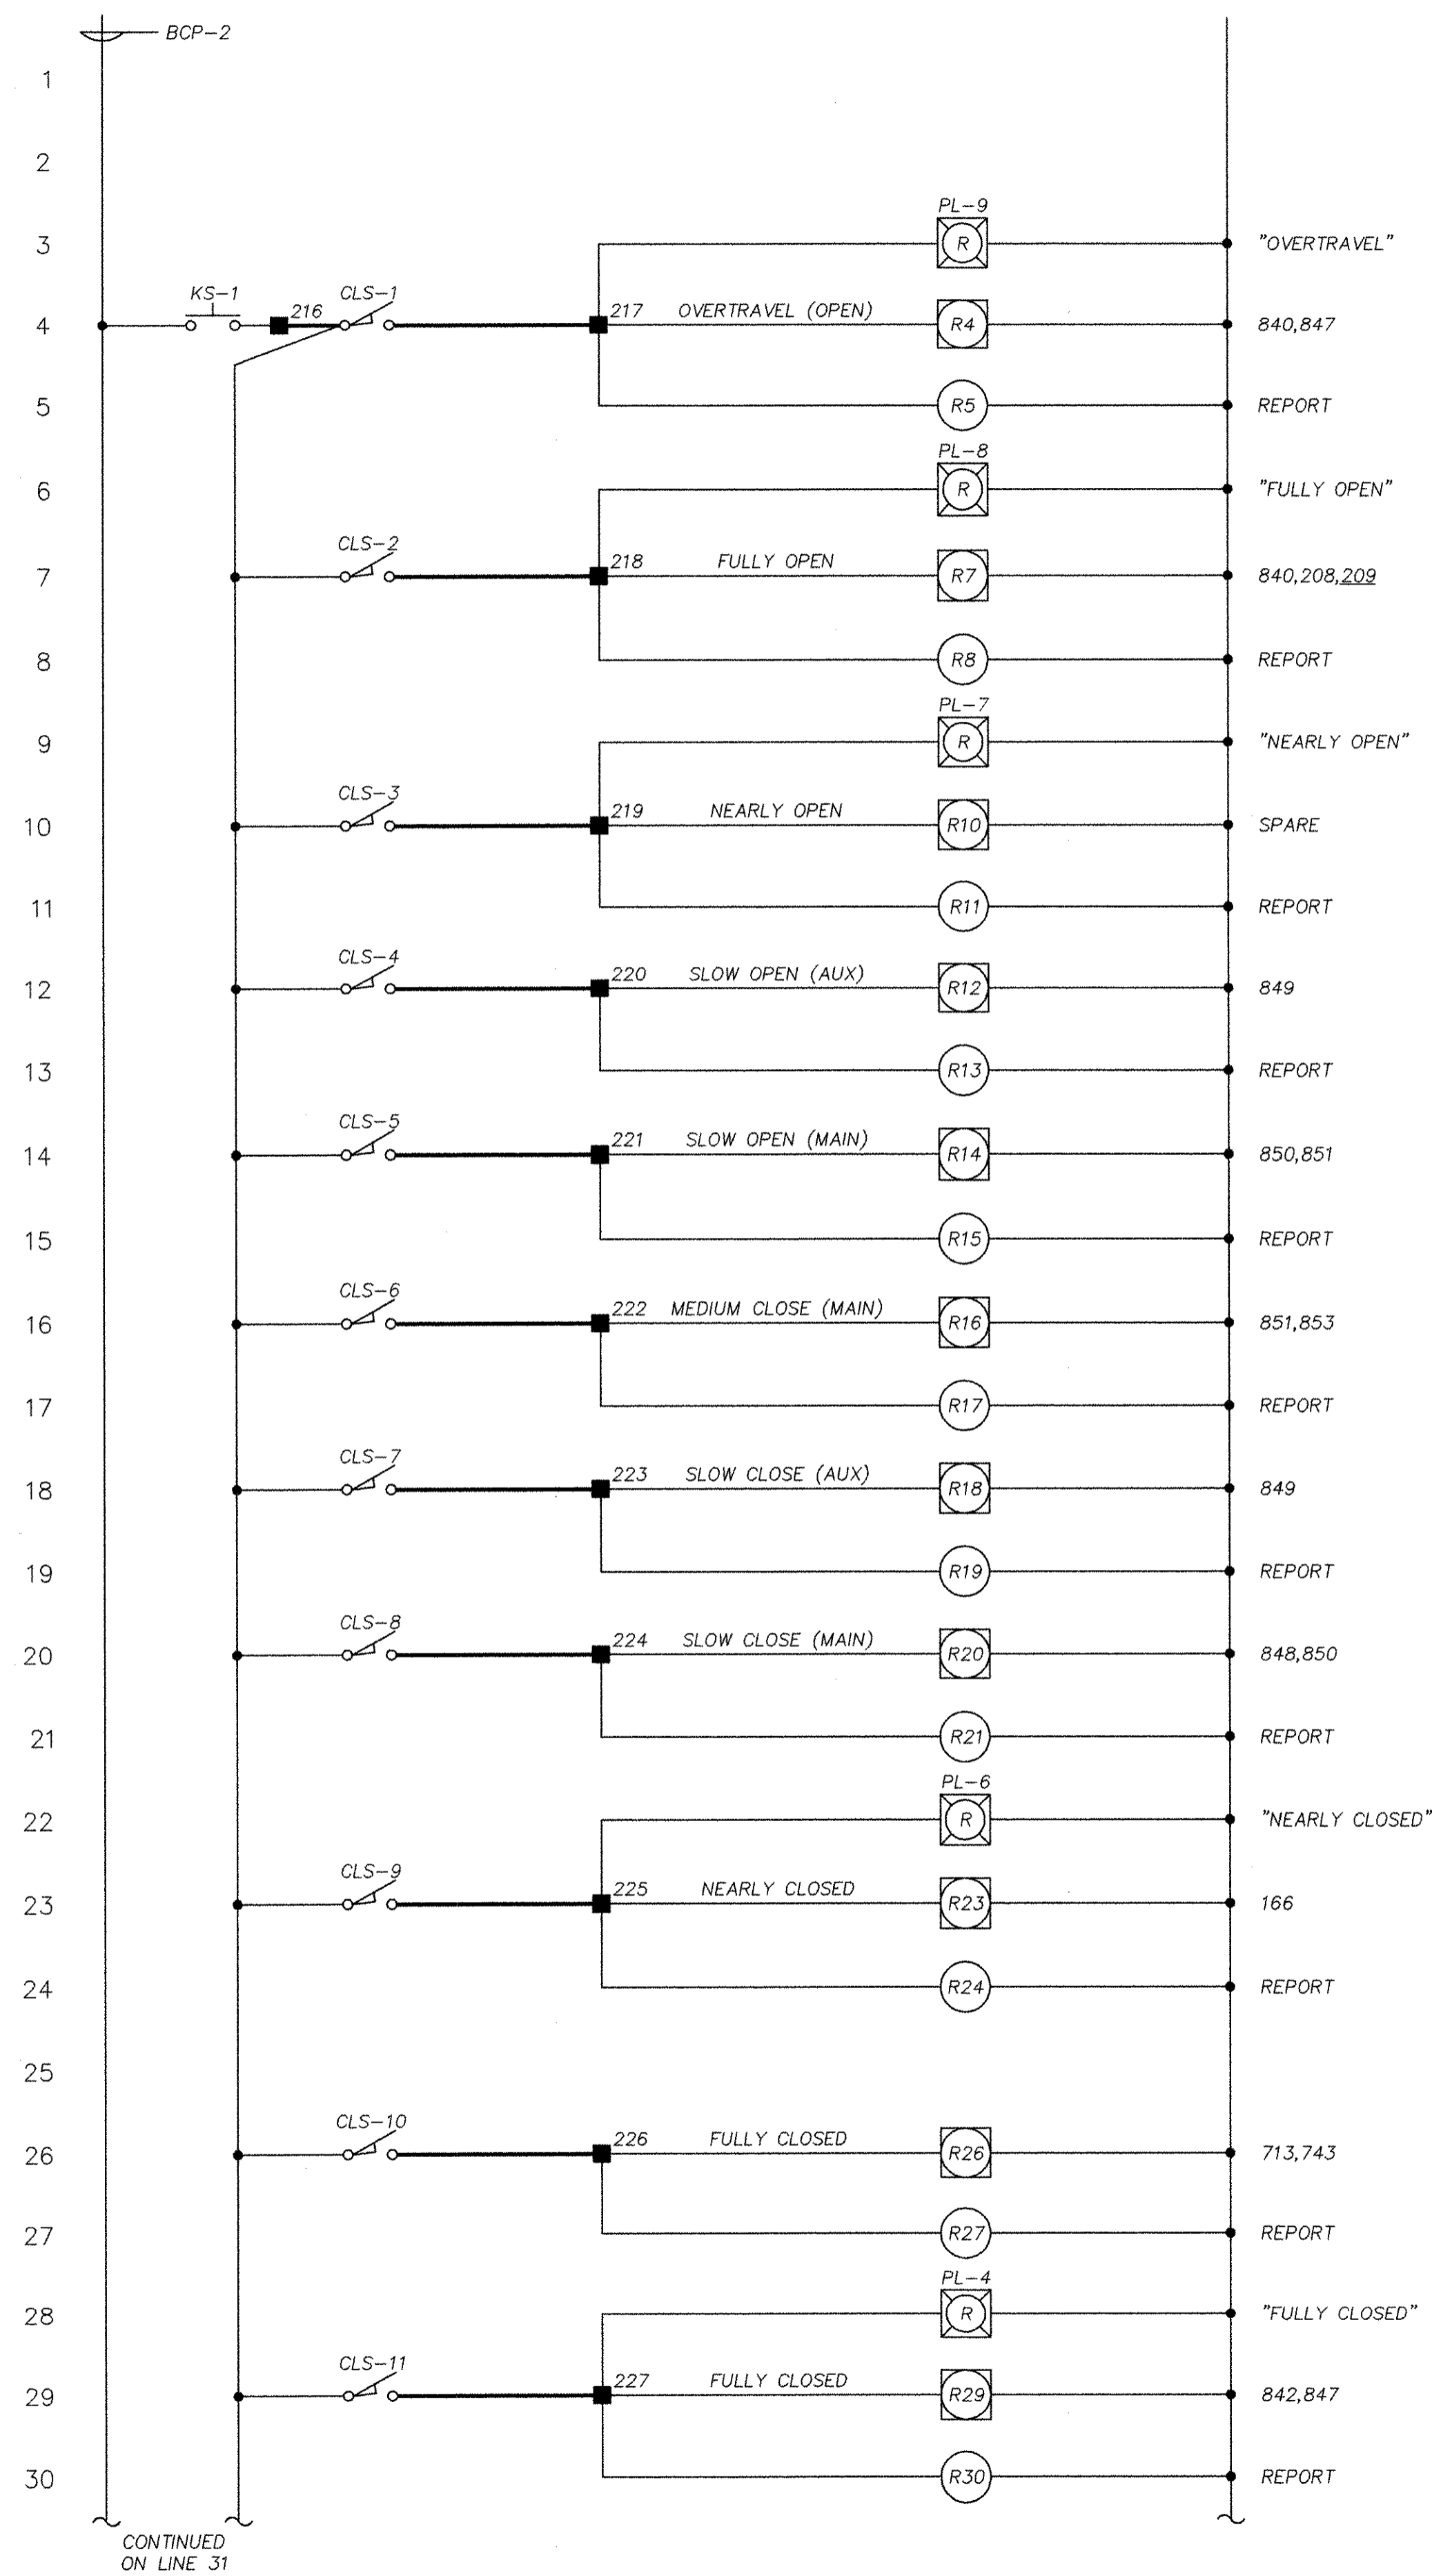 BCP-2
1
2
PL-9
3 R "OVERTRAVEL"
KS-1 216 CLS-1 217 OVERTRAVEL (OPEN)
4 R4 840,847
5 R5 REPORT
PL-8
6 R "FULLY OPEN"
CLS-2 218 FULLY OPEN
7 R7 840,208,209
8 R8 REPORT
PL-7
9 R "NEARLY OPEN"
CLS-3 219 NEARLY OPEN
10 R10 SPARE
11 R11 REPORT
CLS-4 220 SLOW OPEN (AUX)
12 R12 849
13 R13 REPORT
CLS-5 221 SLOW OPEN (MAIN)
14 R14 850,851
15 R15 REPORT
CLS-6 222 MEDIUM CLOSE (MAIN)
16 R16 851,853
17 R17 REPORT
CLS-7 223 SLOW CLOSE (AUX)
18 R18 849
19 R19 REPORT
CLS-8 224 SLOW CLOSE (MAIN)
20 R20 848,850
21 R21 REPORT
PL-6
22 R "NEARLY CLOSED"
CLS-9 225 NEARLY CLOSED
23 R23 166
24 R24 REPORT
25
CLS-10 226 FULLY CLOSED
26 R26 713,743
27 R27 REPORT
PL-4
28 R "FULLY CLOSED"
CLS-11 227 FULLY CLOSED
29 R29 842,847
30 R30 REPORT
CONTINUED
ON LINE 31